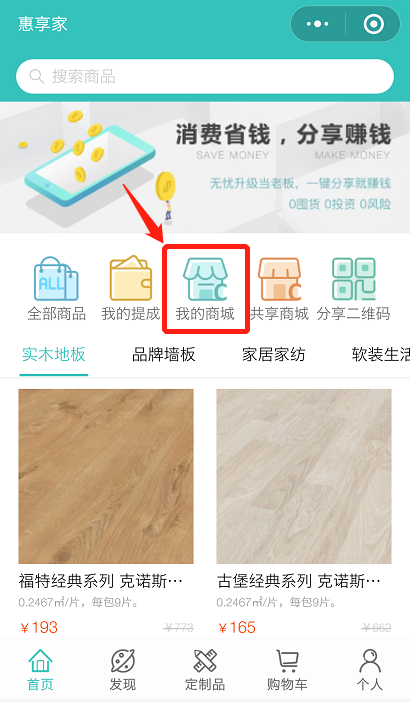 惠享家
搜索商品
消费省钱，分享赚钱
SAVE MONEY MAKE MONEY
无忧升级当老板，一键分享就赚钱
0囤货 0投资 0风险
ALL
全部商品 我的提成 我的商城 共享商城 分享二维码
实木地板 品牌墙板 家居家纺 软装生活
福特经典系列 克诺斯… 古堡经典系列 克诺斯…
0.2467㎡/片，每包9片。 0.2467㎡/片，每包9片。
￥193 ￥773 ￥165 ￥662
首页 发现 定制品 购物车 个人